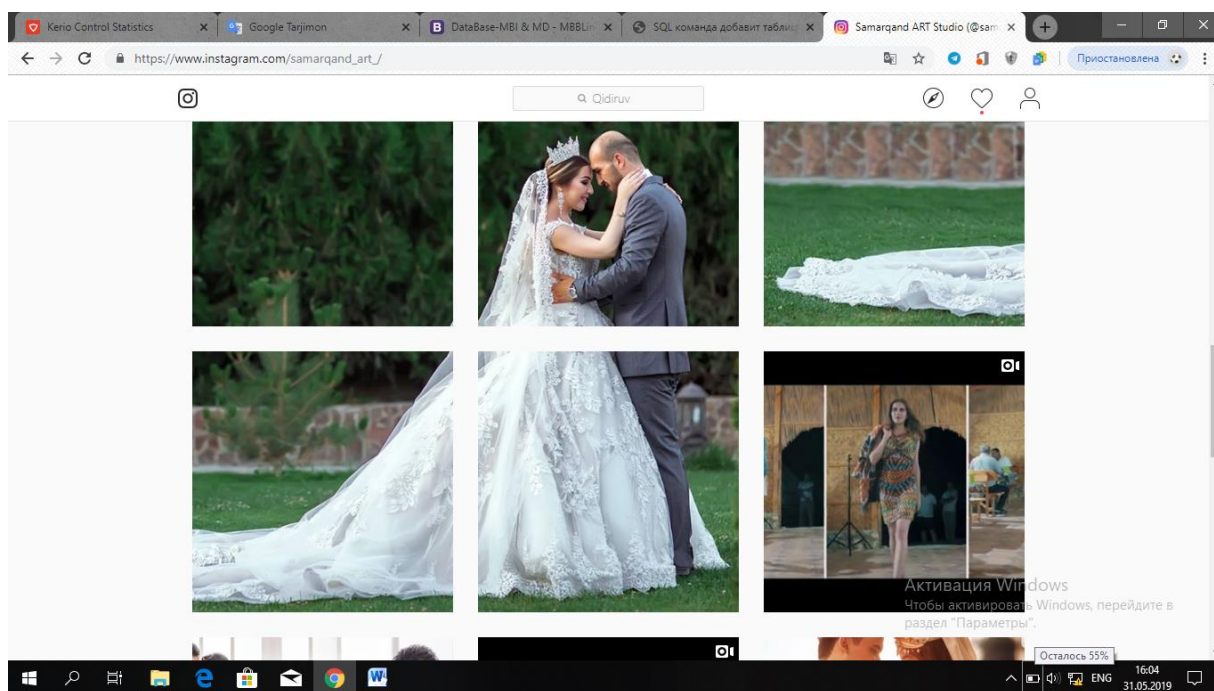 Kerio Control Statistics
Google Tarjimon
DataBase-MBI & MD - MBBLin
SQL команда добавит таблиц
Samarqand ART Studio (@sam
https://www.instagram.com/samarqand_art_/
Приостановлена
Qidiruv
Активация Windows
Чтобы активировать Windows, перейдите в
раздел "Параметры".
Осталось 55%
ENG
16:04
31.05.2019